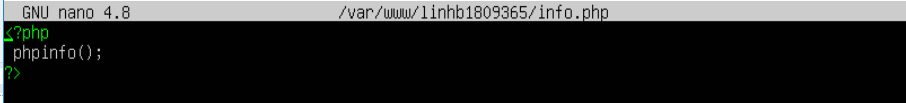 GNU nano 4.8 /var/www/linhb1809365/info.php
<?php
 phpinfo();
?>